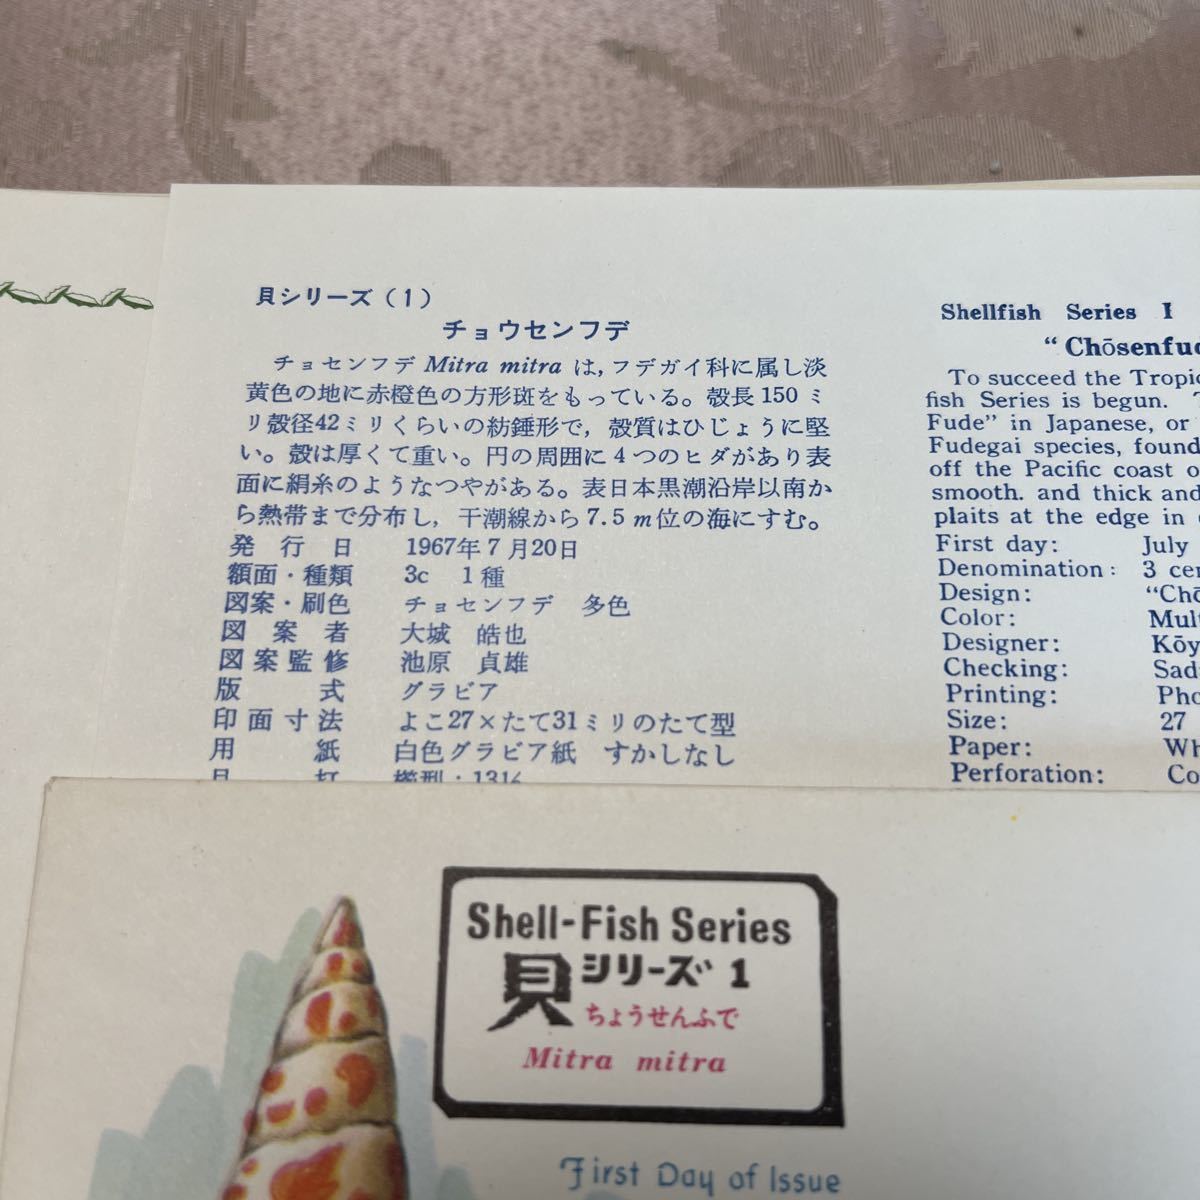 貝シリーズ(1)
チョウセンフデ
チョセンフデ Mitra mitra は,フデガイ科に属し淡
黄色の地に赤橙色の方形斑をもっている。殻長150ミ
リ殻径42ミリくらいの紡錘形で,殻質はひじょうに堅
い。殻は厚くて重い。円の周囲に4つのヒダがあり表
面に絹糸のようなつやがある。表日本黒潮沿岸以南か
ら熱帯まで分布し,干潮線から7.5m位の海にすむ。
発行日 1967年7月20日
額面・種類 3c 1種
図案・刷色 チョセンフデ 多色
図案者 大城 皓也
図案監修 池原 貞雄
版式 グラビア
印面寸法 よこ27×たて31ミリのたて型
用紙 白色グラビア紙 すかしなし
Shellfish Series I
"Chōsenfu
To succeed the Tropic
fish Series is begun.
Fude" in Japanese, or
Fudegai species, found
off the Pacific coast o
smooth. and thick and
plaits at the edge in
First day: July
Denomination: 3 cen
Design: "Chō
Color: Mul
Designer: Kōy
Checking: Sad
Printing: Pho
Size: 27
Paper: Wh
Perforation: Co
Shell-Fish Series
貝シリーズ 1
ちょうせんふで
Mitra mitra
First Day of Issue